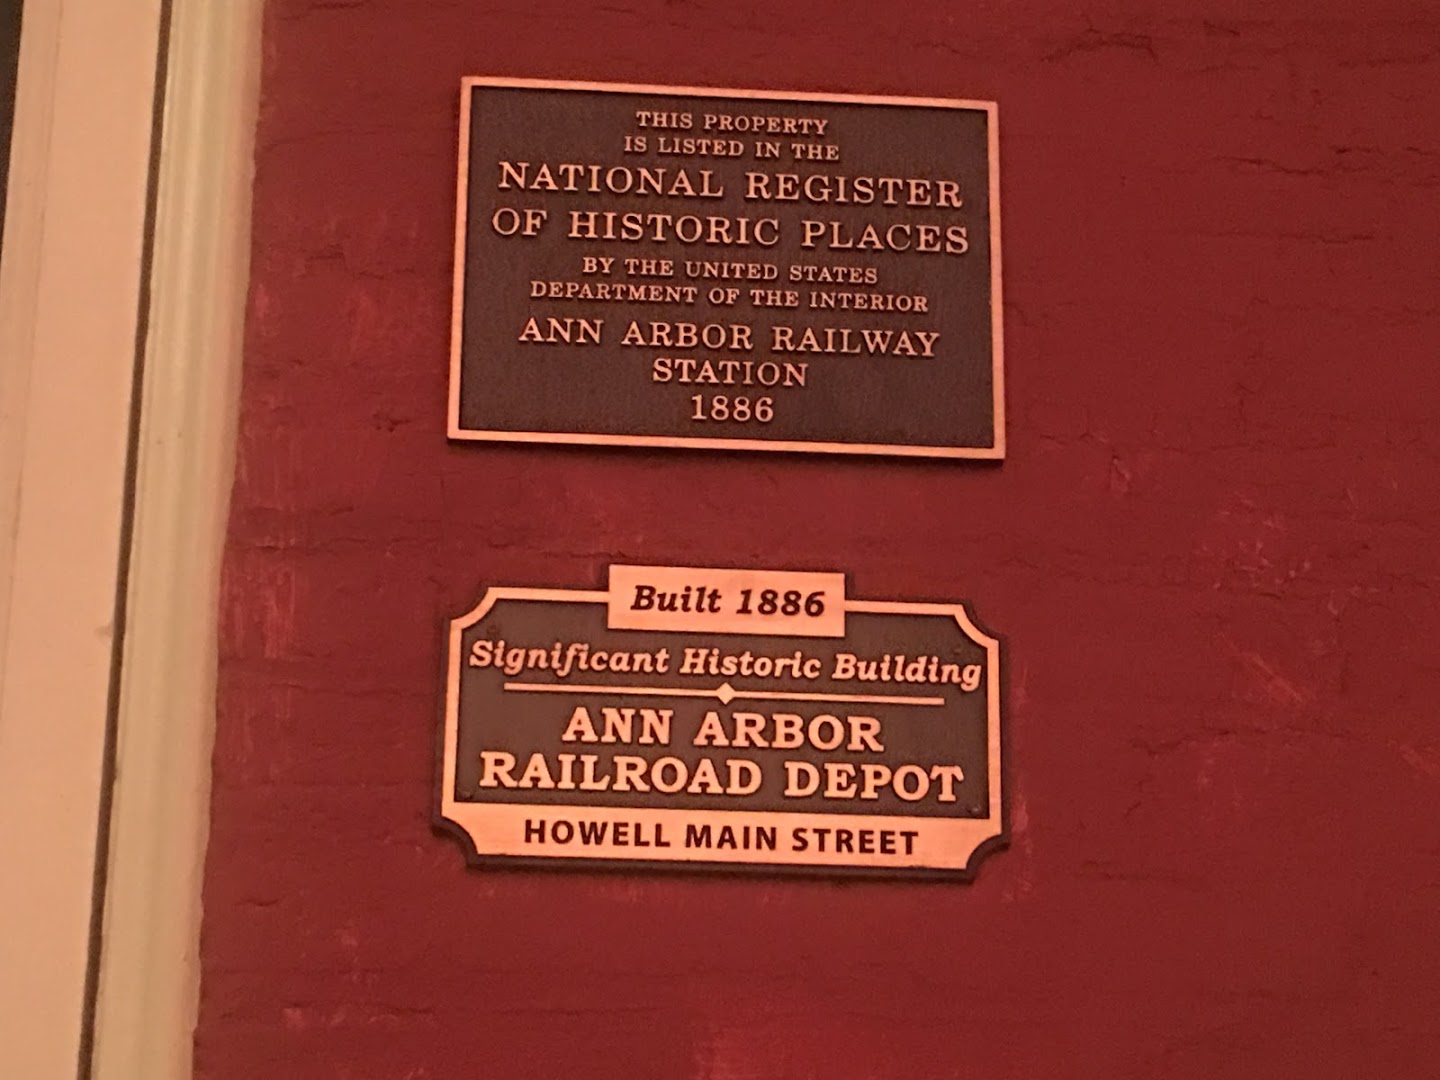 THIS PROPERTY
IS LISTED IN THE
NATIONAL REGISTER
OF HISTORIC PLACES
BY THE UNITED STATES
DEPARTMENT OF THE INTERIOR
ANN ARBOR RAILWAY
STATION
1886
Built 1886
Significant Historic Building
ANN ARBOR
RAILROAD DEPOT
HOWELL MAIN STREET